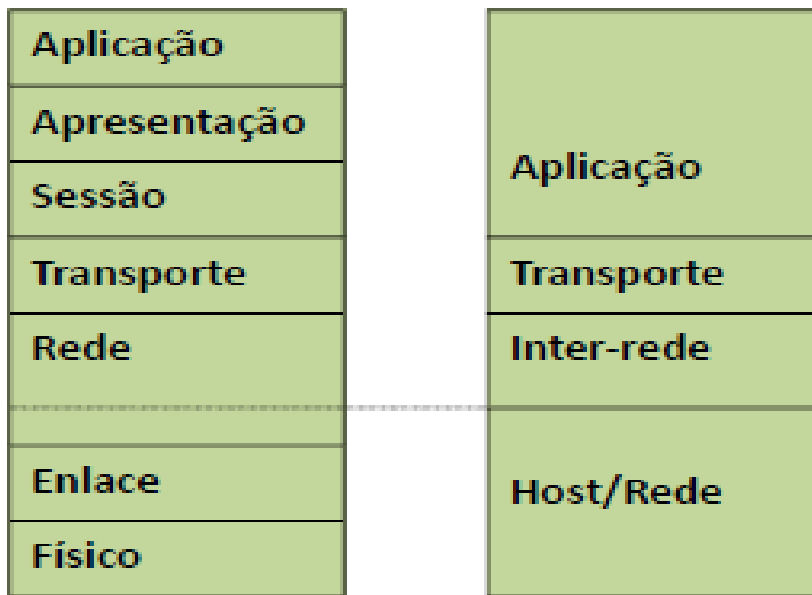 Aplicação
Apresentação
Sessão
Transporte
Rede
Enlace
Físico
Aplicação
Transporte
Inter-rede
Host/Rede